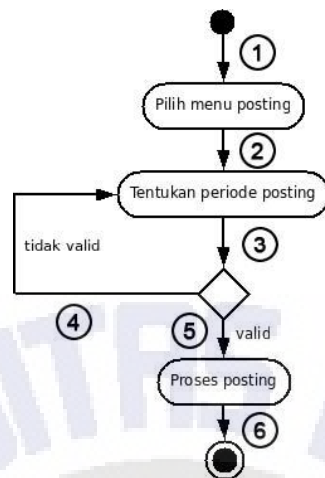 1
Pilih menu posting
2
Tentukan periode posting
3
tidak valid
4
5
valid
Proses posting
6